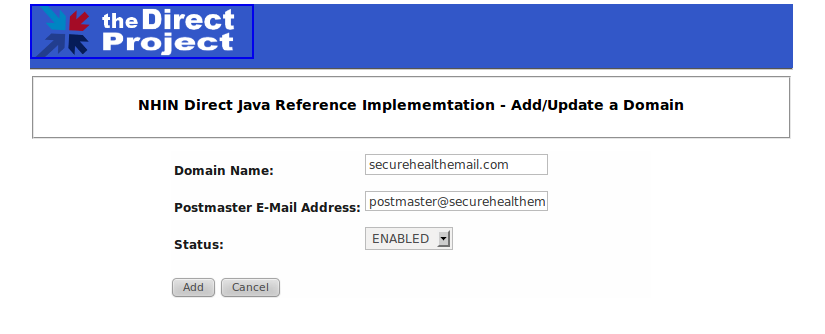 the Direct
Project
NHIN Direct Java Reference Implememtation - Add/Update a Domain
Domain Name: securehealthemail.com
Postmaster E-Mail Address: postmaster@securehealthem
Status: ENABLED
Add Cancel